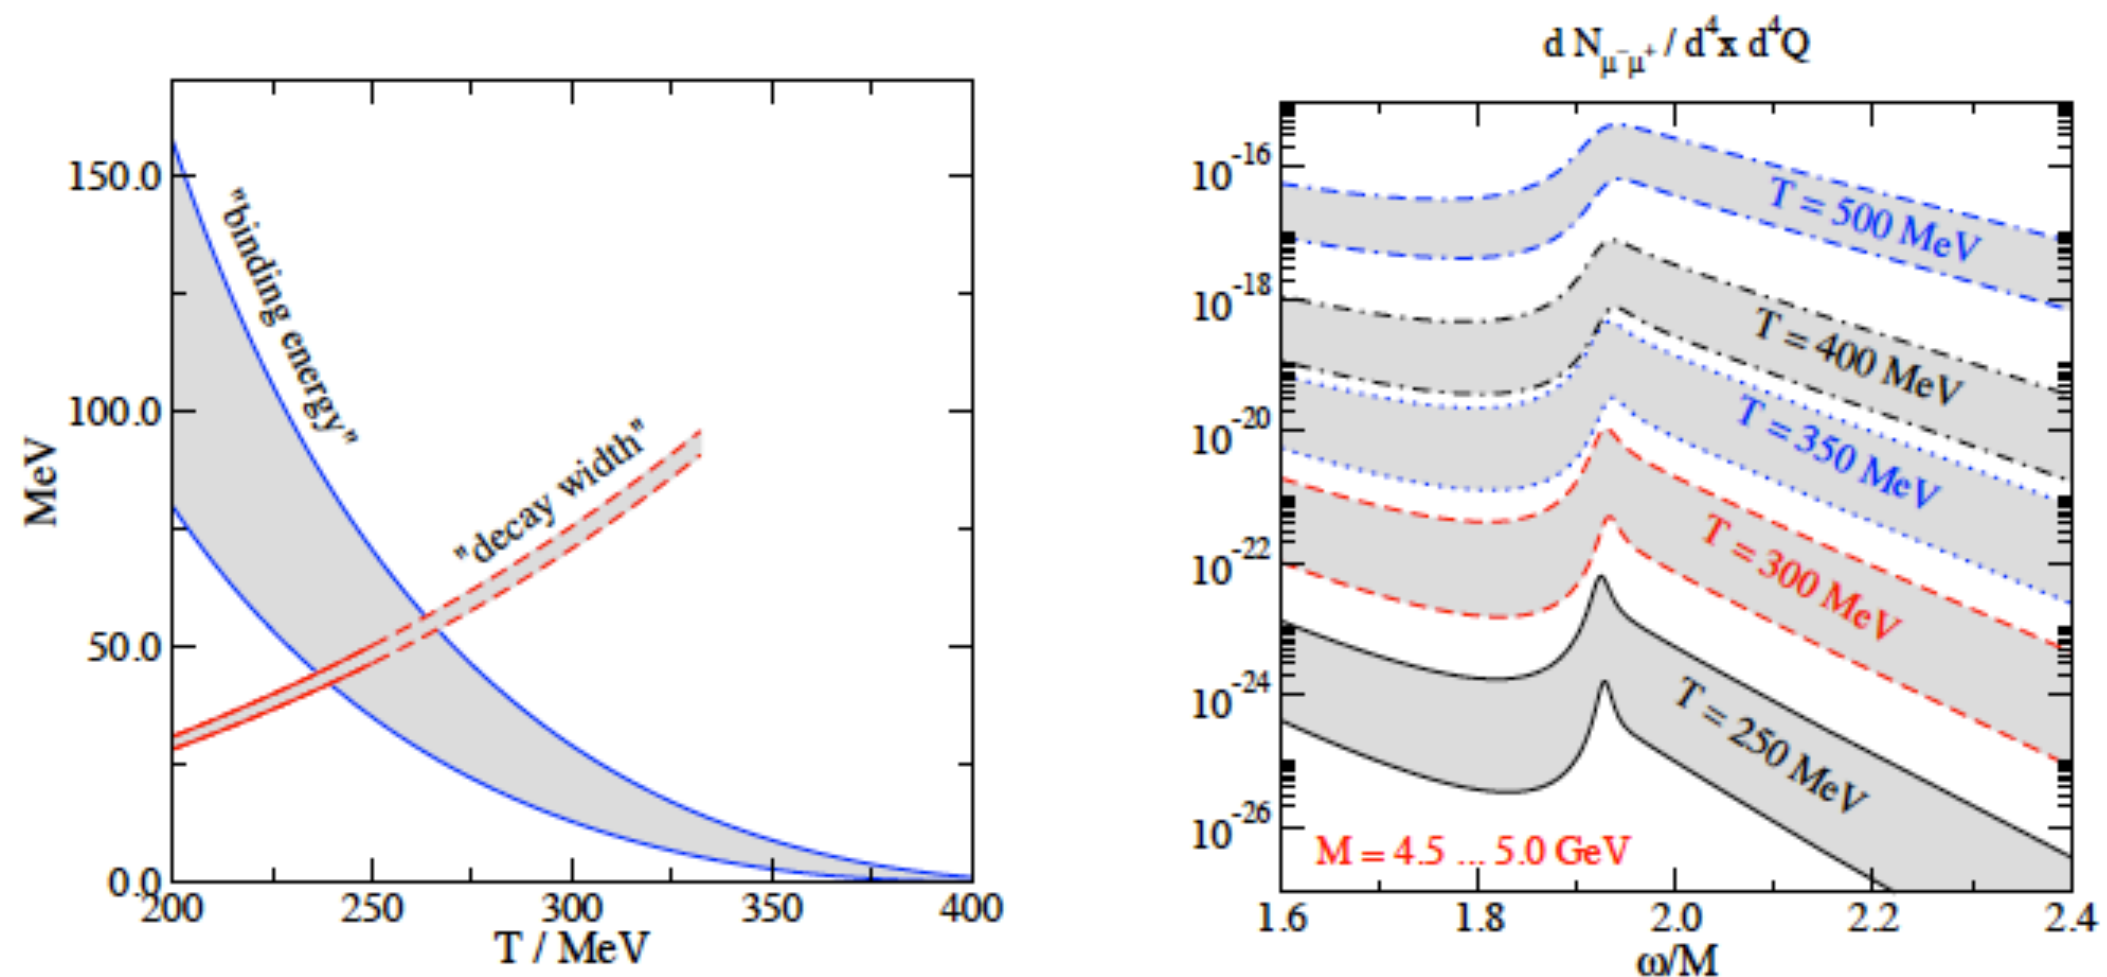 150.0
100.0
50.0
0.0
MeV
200
250
300
350
400
T / MeV
"binding energy"
"decay width"
d N_{μ⁻μ⁺} / d⁴x d⁴Q
10⁻¹⁶
10⁻¹⁸
10⁻²⁰
10⁻²²
10⁻²⁴
10⁻²⁶
T = 500 MeV
T = 400 MeV
T = 350 MeV
T = 300 MeV
T = 250 MeV
M = 4.5 ... 5.0 GeV
1.6
1.8
2.0
2.2
2.4
ω/M